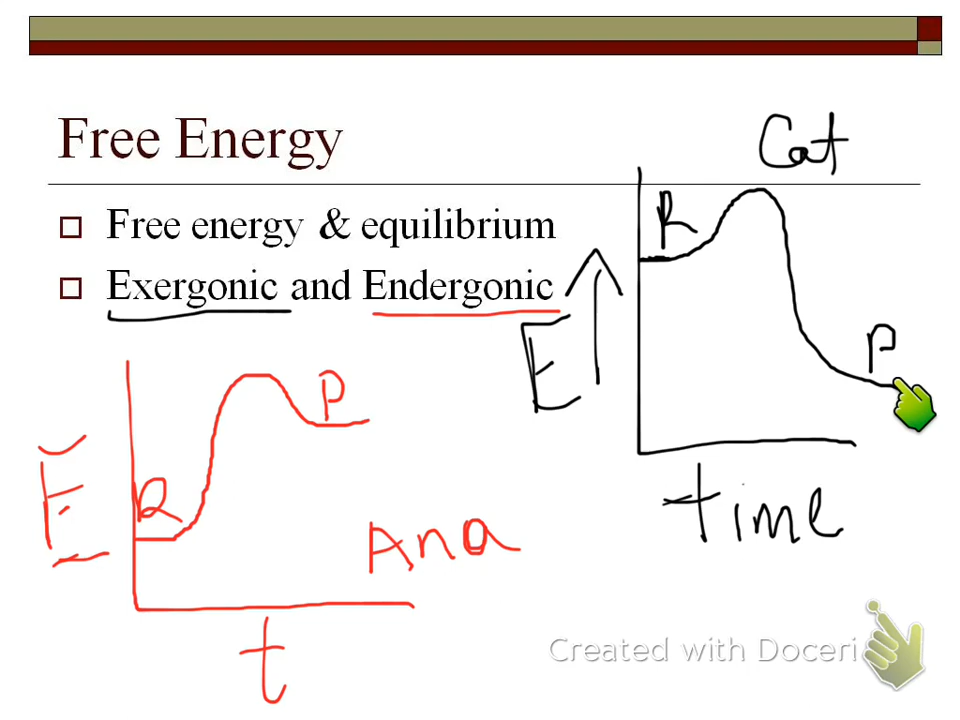 Free Energy
Cat
Free energy & equilibrium
R
Exergonic and Endergonic
E
P
P
E
R
Ana
time
t
Created with Doceri